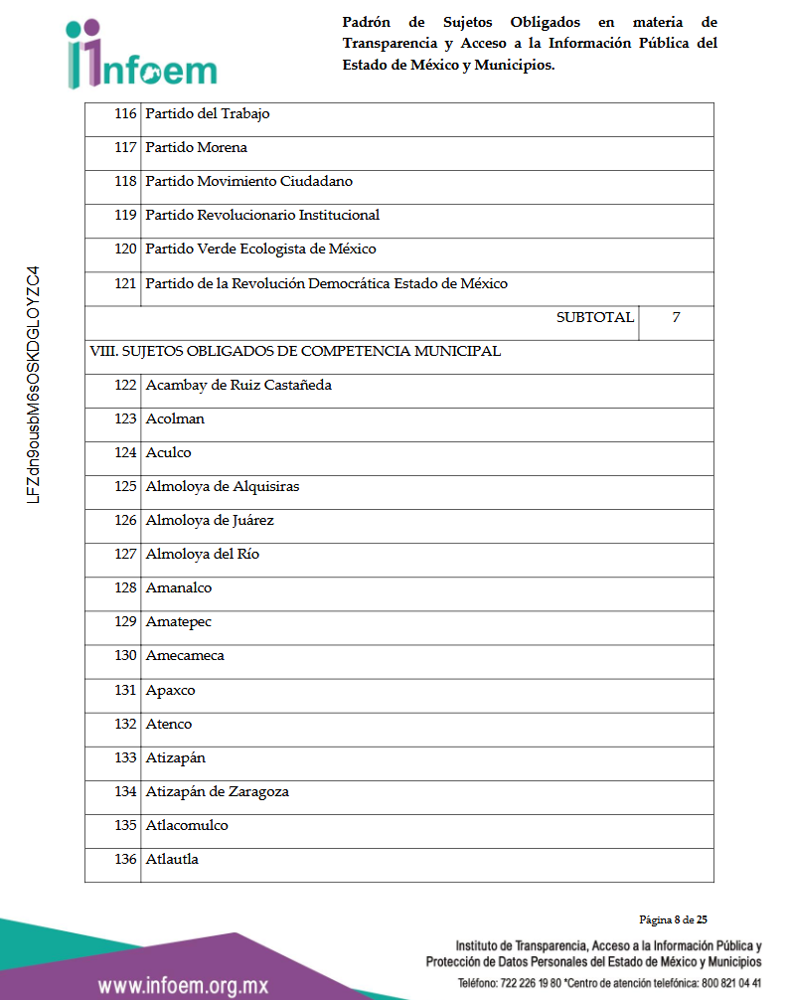 infoem
Padrón de Sujetos Obligados en materia de
Transparencia y Acceso a la Información Pública del
Estado de México y Municipios.
116 Partido del Trabajo
117 Partido Morena
118 Partido Movimiento Ciudadano
119 Partido Revolucionario Institucional
120 Partido Verde Ecologista de México
121 Partido de la Revolución Democrática Estado de México
SUBTOTAL 7
VIII. SUJETOS OBLIGADOS DE COMPETENCIA MUNICIPAL
122 Acambay de Ruiz Castañeda
123 Acolman
124 Aculco
125 Almoloya de Alquisiras
126 Almoloya de Juárez
127 Almoloya del Río
128 Amanalco
129 Amatepec
130 Amecameca
131 Apaxco
132 Atenco
133 Atizapán
134 Atizapán de Zaragoza
135 Atlacomulco
136 Atlautla
LFZdn9ousbM6sOSKDGLOYZC4
Página 8 de 25
Instituto de Transparencia, Acceso a la Información Pública y
Protección de Datos Personales del Estado de México y Municipios
Teléfono: 722 226 19 80 *Centro de atención telefónica: 800 821 04 41
www.infoem.org.mx